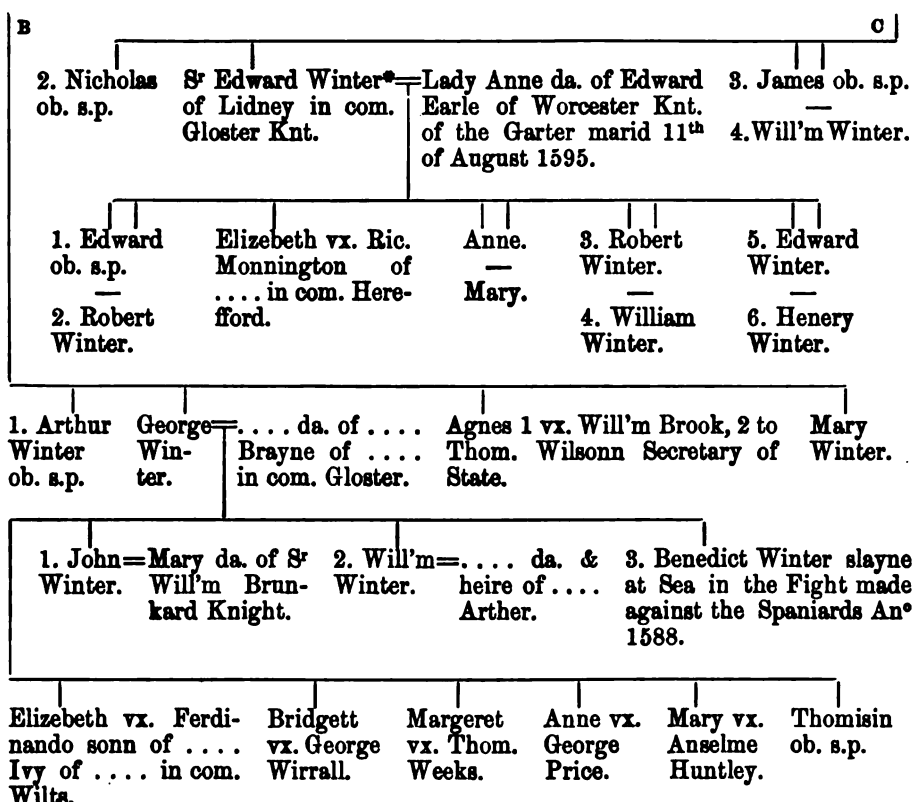 B
C
2. Nicholas
ob. s.p.
Sr Edward Winter*=
of Lidney in com.
Gloster Knt.
Lady Anne da. of Edward
Earle of Worcester Knt.
of the Garter marid 11th
of August 1595.
3. James ob. s.p.
—
4. Will'm Winter.
1. Edward
ob. s.p.
—
2. Robert
Winter.
Elizebeth vx. Ric.
Monnington of
.... in com. Here-
fford.
Anne.
—
Mary.
3. Robert
Winter.
—
4. William
Winter.
5. Edward
Winter.
—
6. Henery
Winter.
1. Arthur
Winter
ob. s.p.
George=
Win-
ter.
.... da. of ....
Brayne of ....
in com. Gloster.
Agnes 1 vx. Will'm Brook, 2 to
Thom. Wilsonn Secretary of
State.
Mary
Winter.
1. John=
Winter.
Mary da. of Sr
Will'm Brun-
kard Knight.
2. Will'm=
Winter.
.... da. &
heire of ....
Arther.
3. Benedict Winter slayne
at Sea in the Fight made
against the Spaniards Ano
1588.
Elizebeth vx. Ferdi-
nando sonn of ....
Ivy of .... in com.
Wilts.
Bridgett
vx. George
Wirrall.
Margeret
vx. Thom.
Weeks.
Anne vx.
George
Price.
Mary vx.
Anselme
Huntley.
Thomisin
ob. s.p.